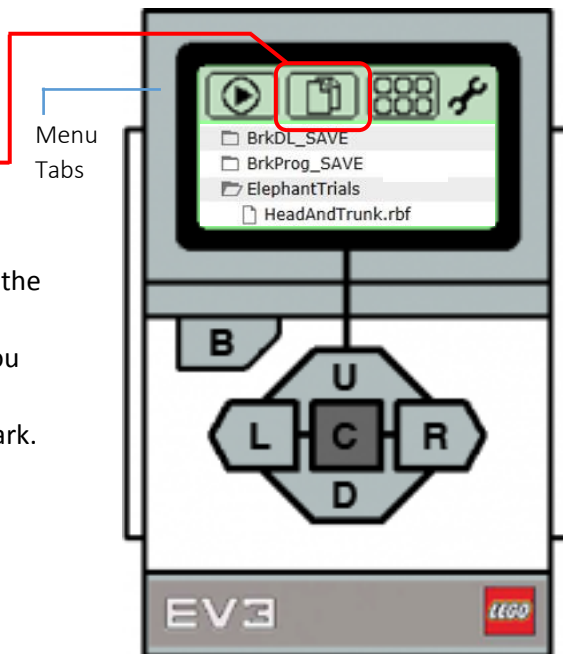 Menu
Tabs
the
ou
ark.
BrkDL_SAVE
BrkProg_SAVE
ElephantTrials
HeadAndTrunk.rbf
B
U
L C R
D
EV3
LEGO